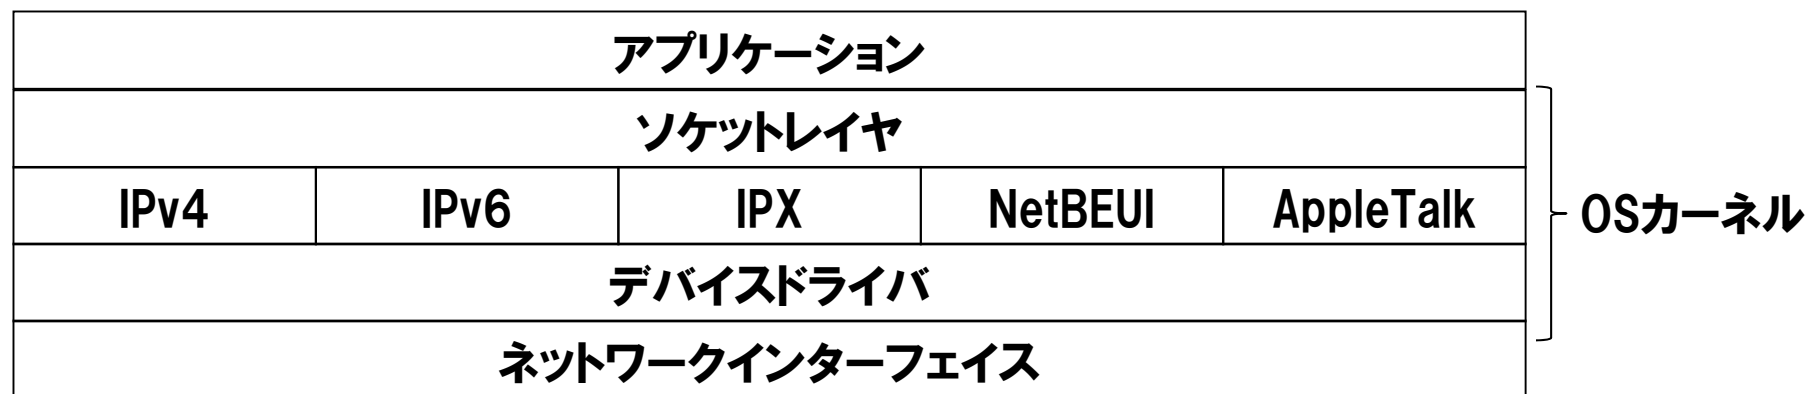 アプリケーション
ソケットレイヤ
IPv4 IPv6 IPX NetBEUI AppleTalk
OSカーネル
デバイスドライバ
ネットワークインターフェイス